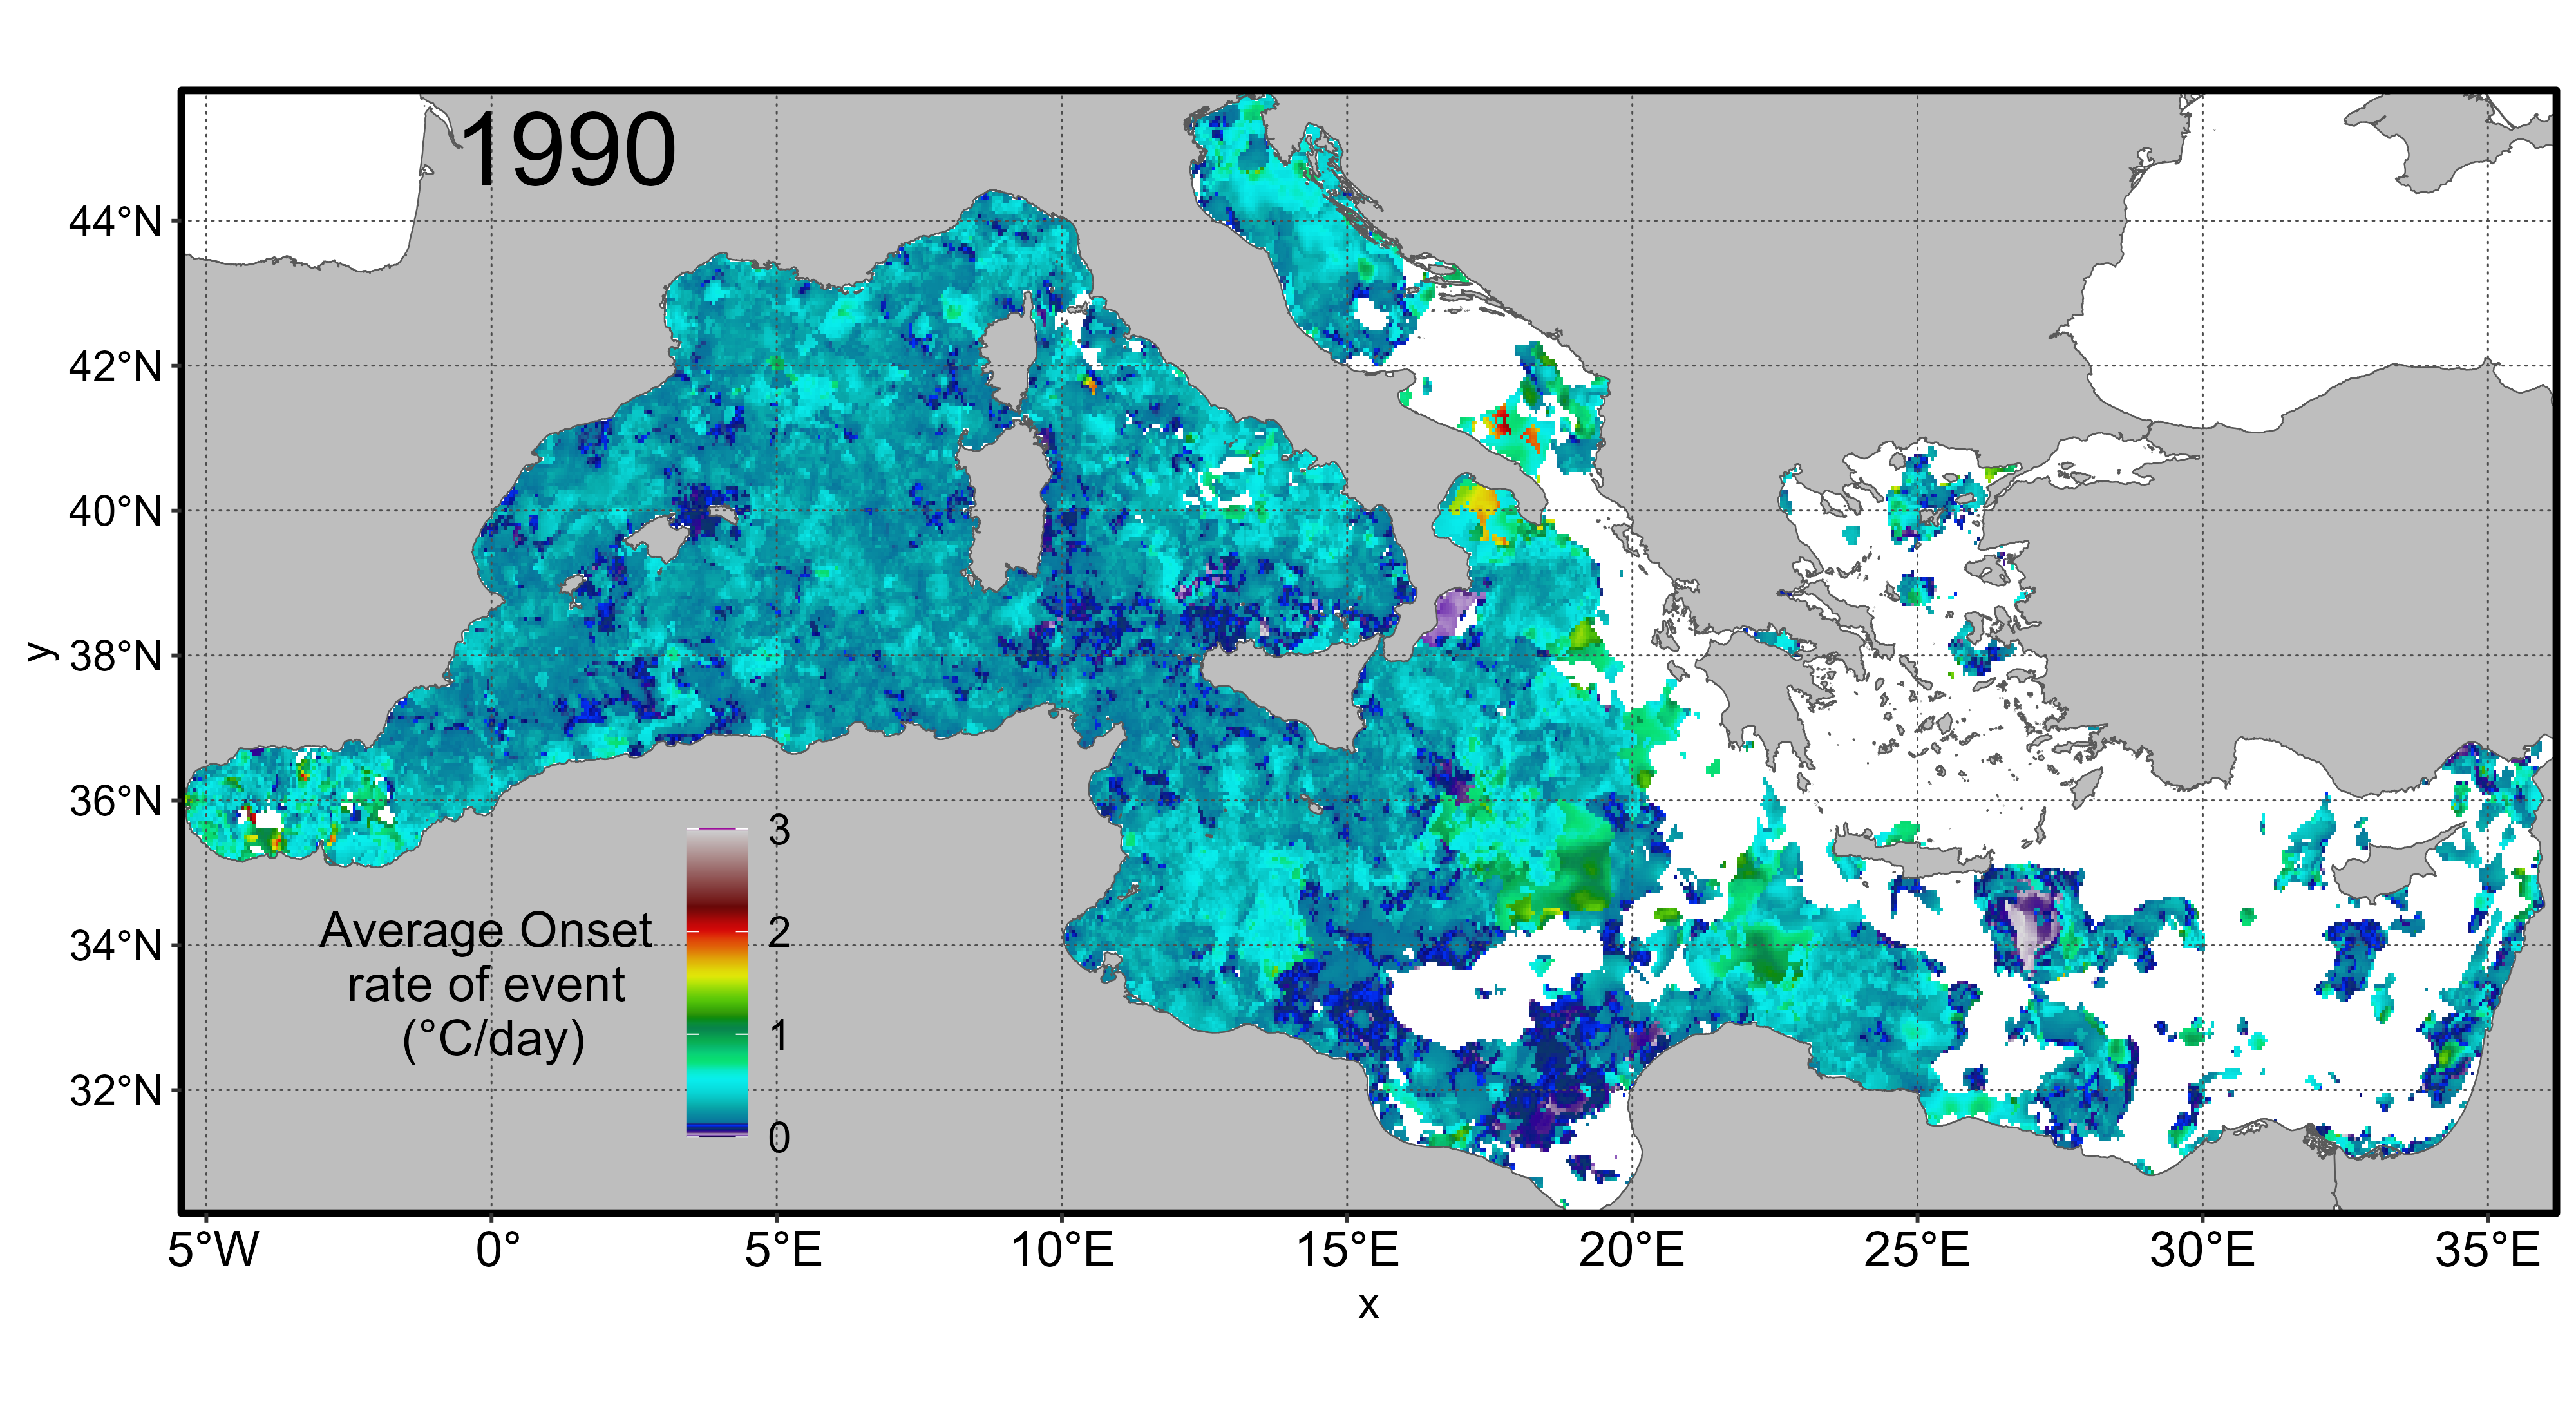 1990
44°N
42°N
40°N
38°N
36°N
34°N
32°N
y
Average Onset
rate of event
(°C/day)
3
2
1
0
5°W 0° 5°E 10°E 15°E 20°E 25°E 30°E 35°E
x